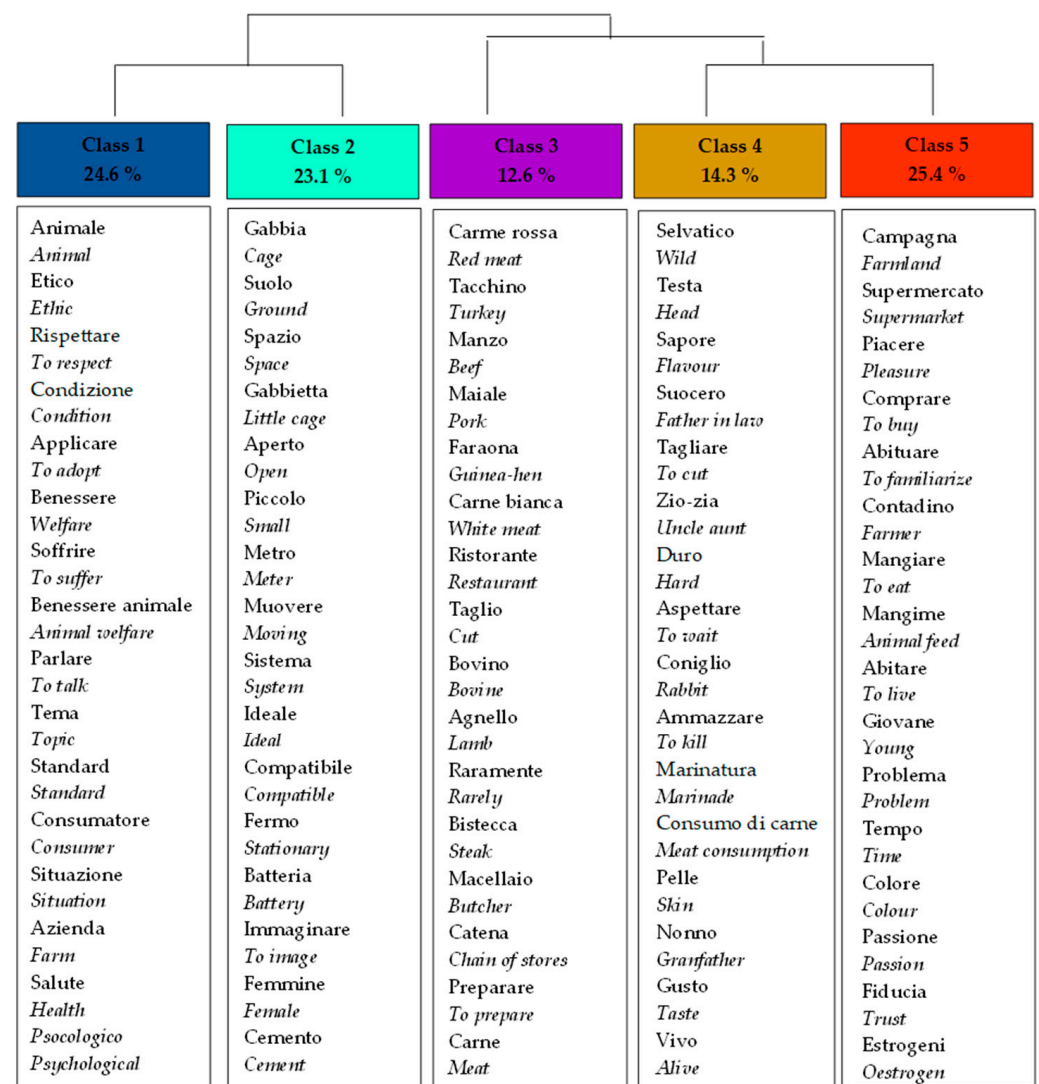 Class 1
24.6 %
Animale
Animal
Etico
Ethic
Rispettare
To respect
Condizione
Condition
Applicare
To adopt
Benessere
Welfare
Soffrire
To suffer
Benessere animale
Animal welfare
Parlare
To talk
Tema
Topic
Standard
Standard
Consumatore
Consumer
Situazione
Situation
Azienda
Farm
Salute
Health
Psocologico
Psychological
Class 2
23.1 %
Gabbia
Cage
Suolo
Ground
Spazio
Space
Gabbietta
Little cage
Aperto
Open
Piccolo
Small
Metro
Meter
Muovere
Moving
Sistema
System
Ideale
Ideal
Compatibile
Compatible
Fermo
Stationary
Batteria
Battery
Immaginare
To image
Femmine
Female
Cemento
Cement
Class 3
12.6 %
Carme rossa
Red meat
Tacchino
Turkey
Manzo
Beef
Maiale
Pork
Faraona
Guinea-hen
Carne bianca
White meat
Ristorante
Restaurant
Taglio
Cut
Bovino
Bovine
Agnello
Lamb
Raramente
Rarely
Bistecca
Steak
Macellaio
Butcher
Catena
Chain of stores
Preparare
To prepare
Carne
Meat
Class 4
14.3 %
Selvatico
Wild
Testa
Head
Sapore
Flavour
Suocero
Father in law
Tagliare
To cut
Zio-zia
Uncle aunt
Duro
Hard
Aspettare
To wait
Coniglio
Rabbit
Ammazzare
To kill
Marinatura
Marinade
Consumo di carne
Meat consumption
Pelle
Skin
Nonno
Granfather
Gusto
Taste
Vivo
Alive
Class 5
25.4 %
Campagna
Farmland
Supermercato
Supermarket
Piacere
Pleasure
Comprare
To buy
Abituare
To familiarize
Contadino
Farmer
Mangiare
To eat
Mangime
Animal feed
Abitare
To live
Giovane
Young
Problema
Problem
Tempo
Time
Colore
Colour
Passione
Passion
Fiducia
Trust
Estrogeni
Oestrogen